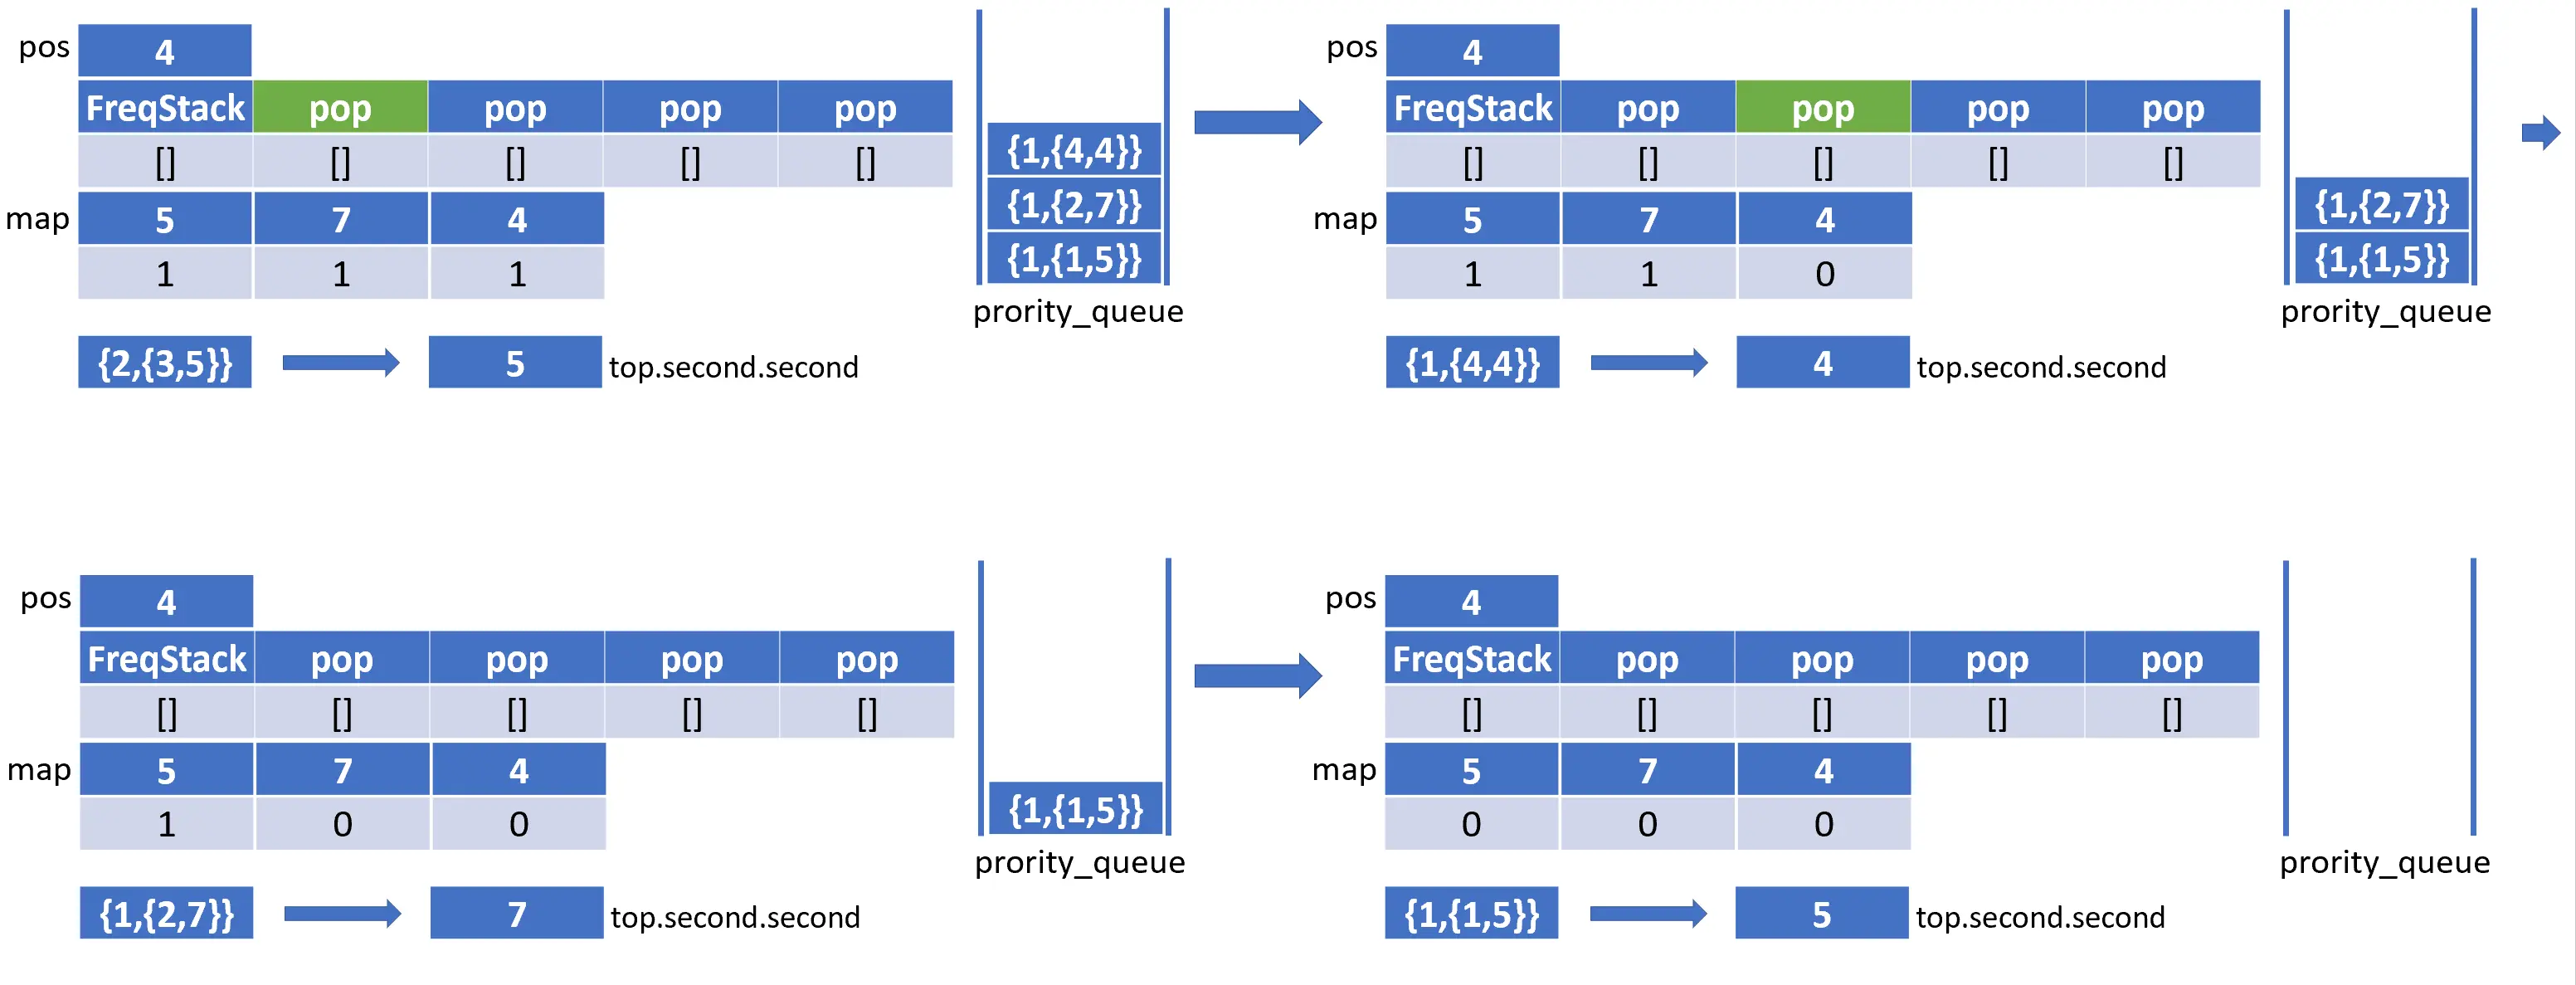 pos 4
FreqStack pop pop pop pop
[] [] [] [] []
map 5 7 4
1 1 1
{1,{4,4}}
{1,{2,7}}
{1,{1,5}}
prority_queue
{2,{3,5}} 5 top.second.second
pos 4
FreqStack pop pop pop pop
[] [] [] [] []
map 5 7 4
1 1 0
{1,{2,7}}
{1,{1,5}}
prority_queue
{1,{4,4}} 4 top.second.second
pos 4
FreqStack pop pop pop pop
[] [] [] [] []
map 5 7 4
1 0 0
{1,{1,5}}
prority_queue
{1,{2,7}} 7 top.second.second
pos 4
FreqStack pop pop pop pop
[] [] [] [] []
map 5 7 4
0 0 0
prority_queue
{1,{1,5}} 5 top.second.second